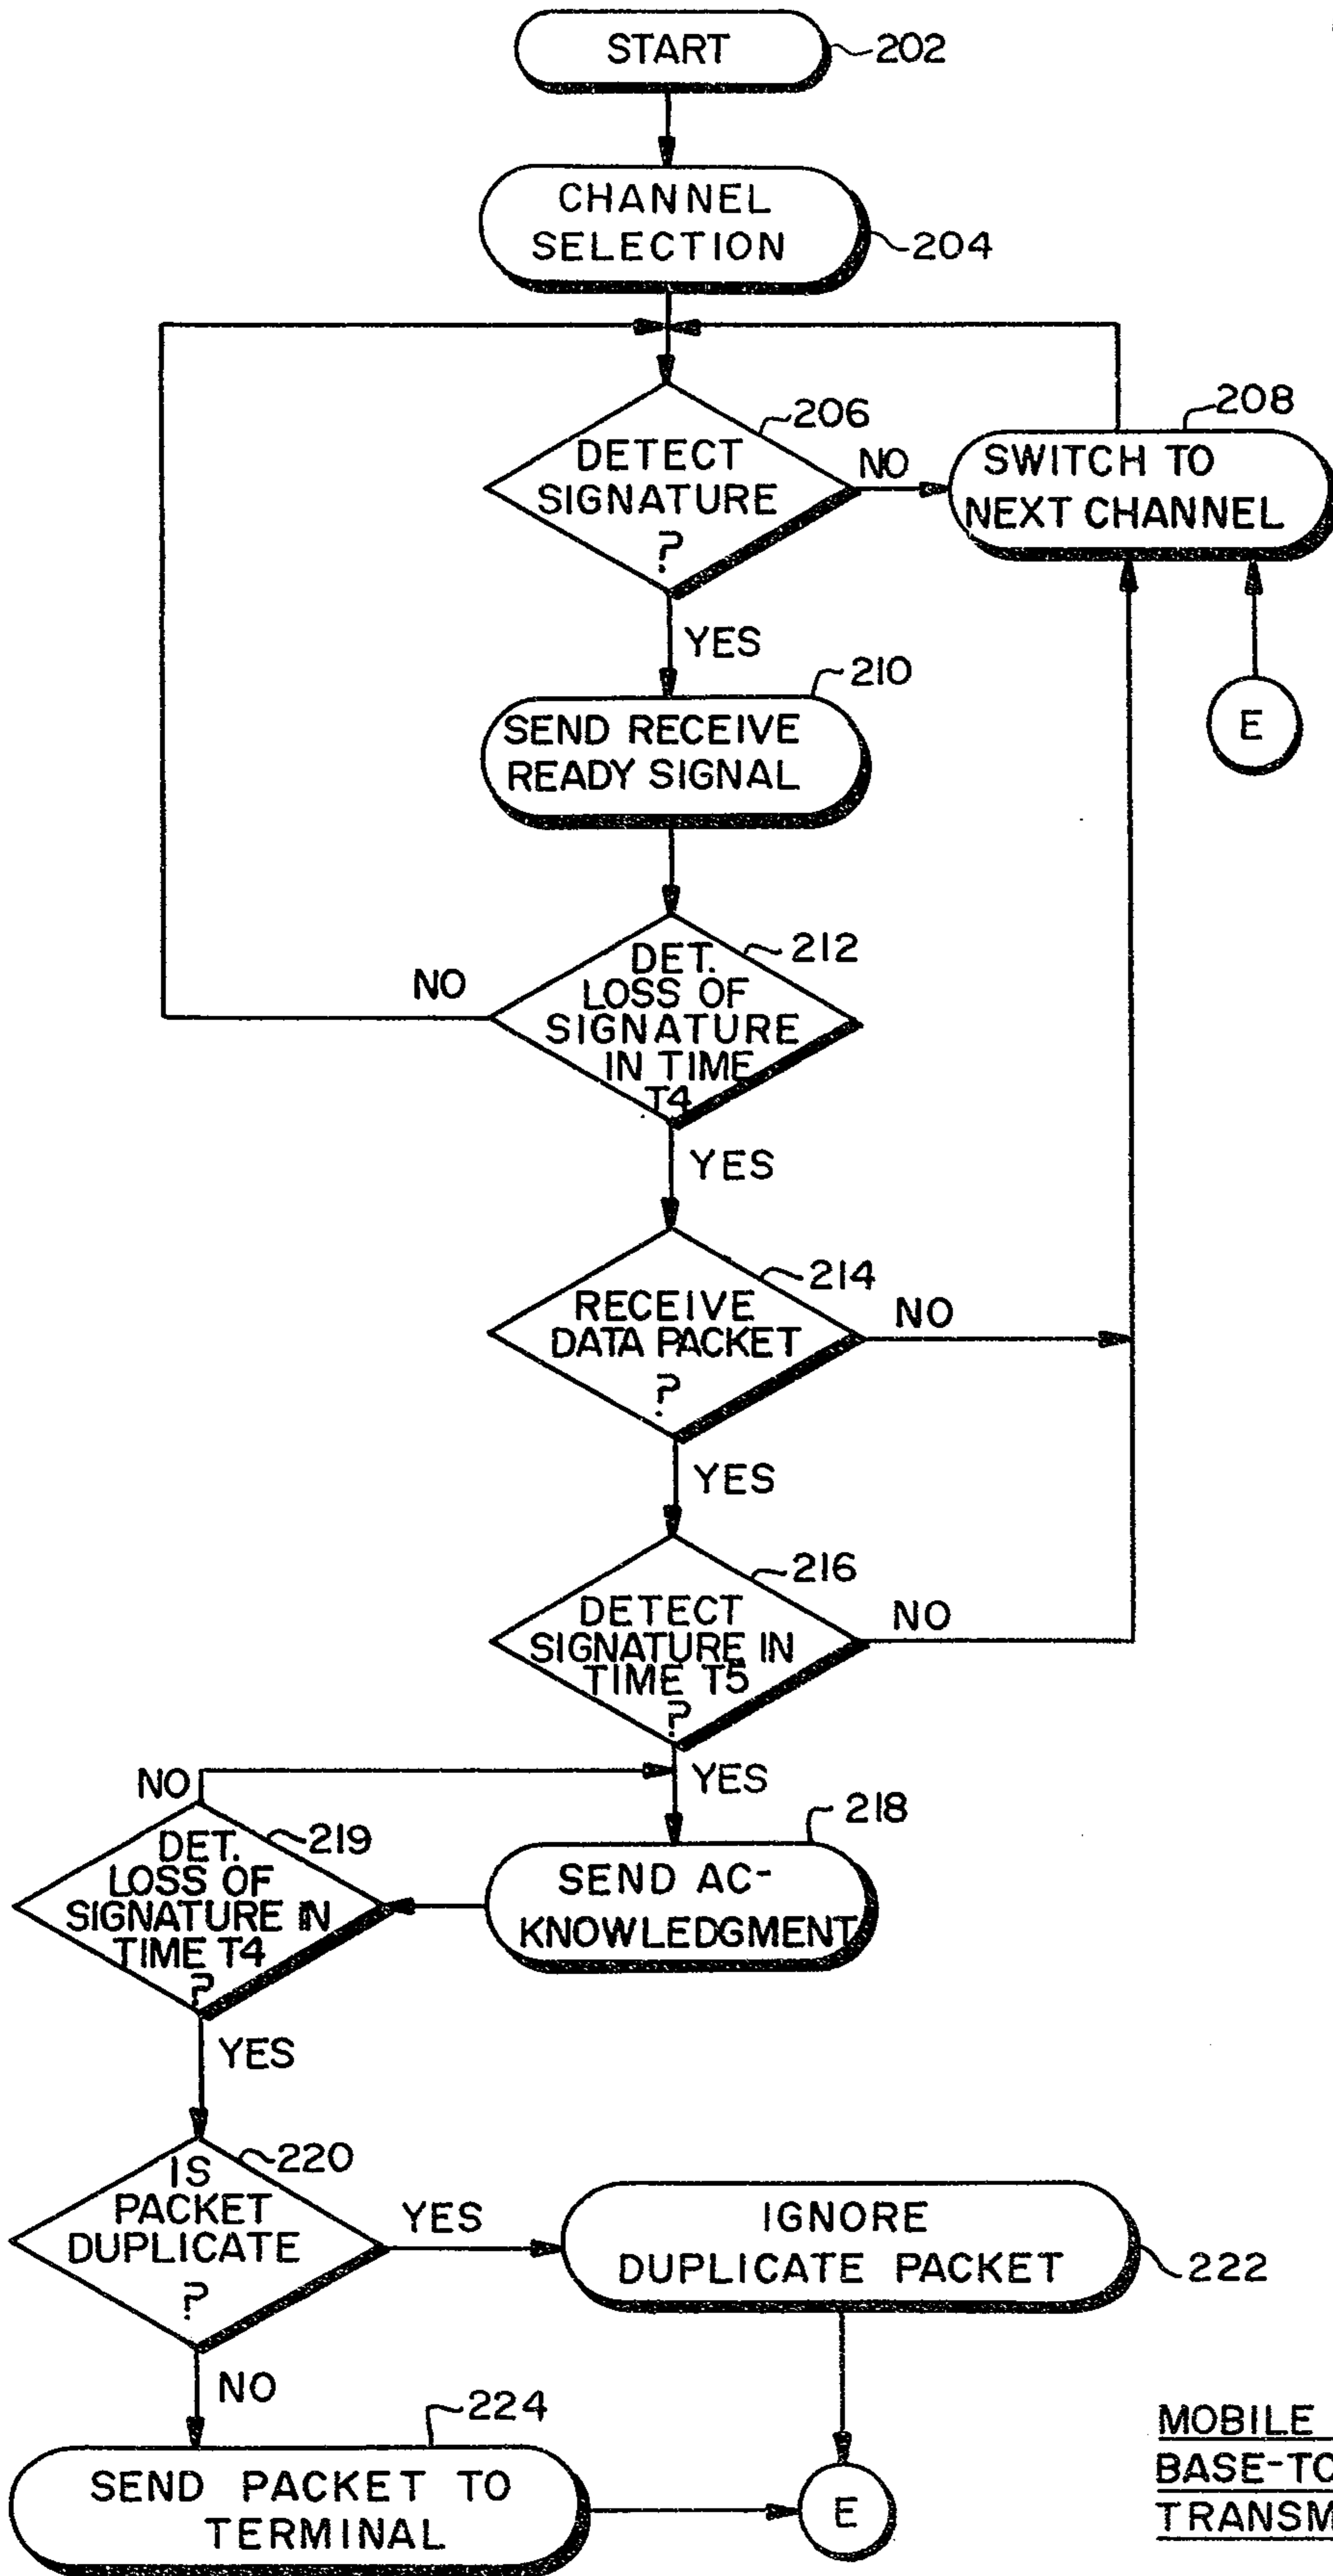 START
202
CHANNEL
SELECTION
204
206
DETECT
SIGNATURE
?
NO
208
SWITCH TO
NEXT CHANNEL
YES
E
210
SEND RECEIVE
READY SIGNAL
212
DET.
LOSS OF
SIGNATURE
IN TIME
T4
NO
YES
214
RECEIVE
DATA PACKET
?
NO
YES
216
DETECT
SIGNATURE IN
TIME T5
?
NO
YES
NO
219
DET.
LOSS OF
SIGNATURE IN
TIME T4
?
218
SEND AC-
KNOWLEDGMENT
YES
220
IS
PACKET
DUPLICATE
?
YES
IGNORE
DUPLICATE PACKET
222
NO
224
SEND PACKET TO
TERMINAL
E
MOBILE
BASE-TO
TRANSM